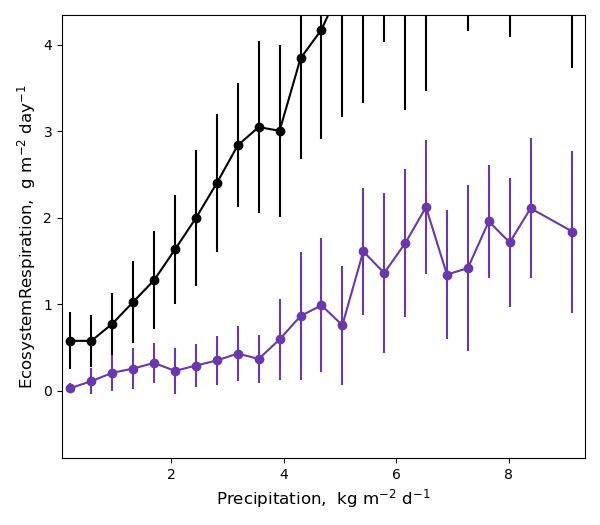 4
3
2
1
0
EcosystemRespiration,  g m⁻² day⁻¹
2 4 6 8
Precipitation,  kg m⁻² d⁻¹